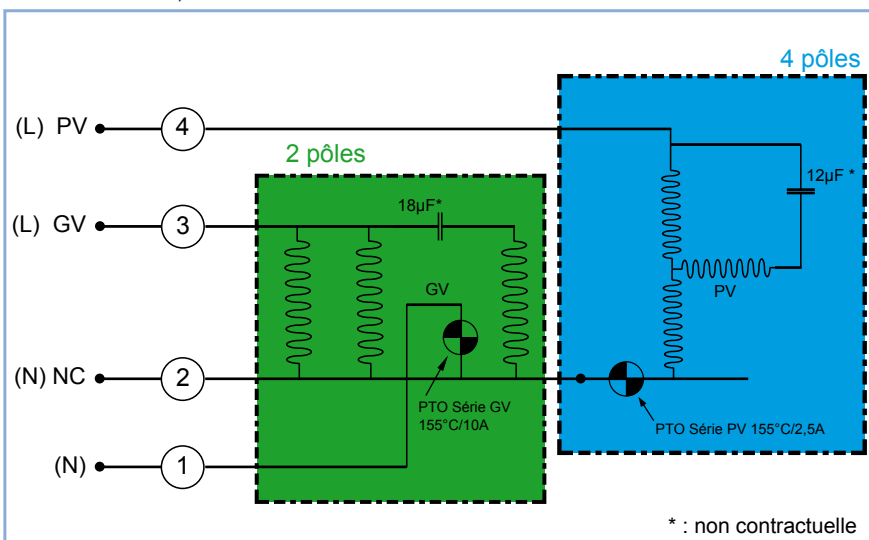 4 pôles
(L) PV
4
2 pôles
12µF *
18µF*
(L) GV
3
GV
PV
(N) NC
2
PTO Série GV
155°C/10A
PTO Série PV 155°C/2,5A
(N)
1
* : non contractuelle